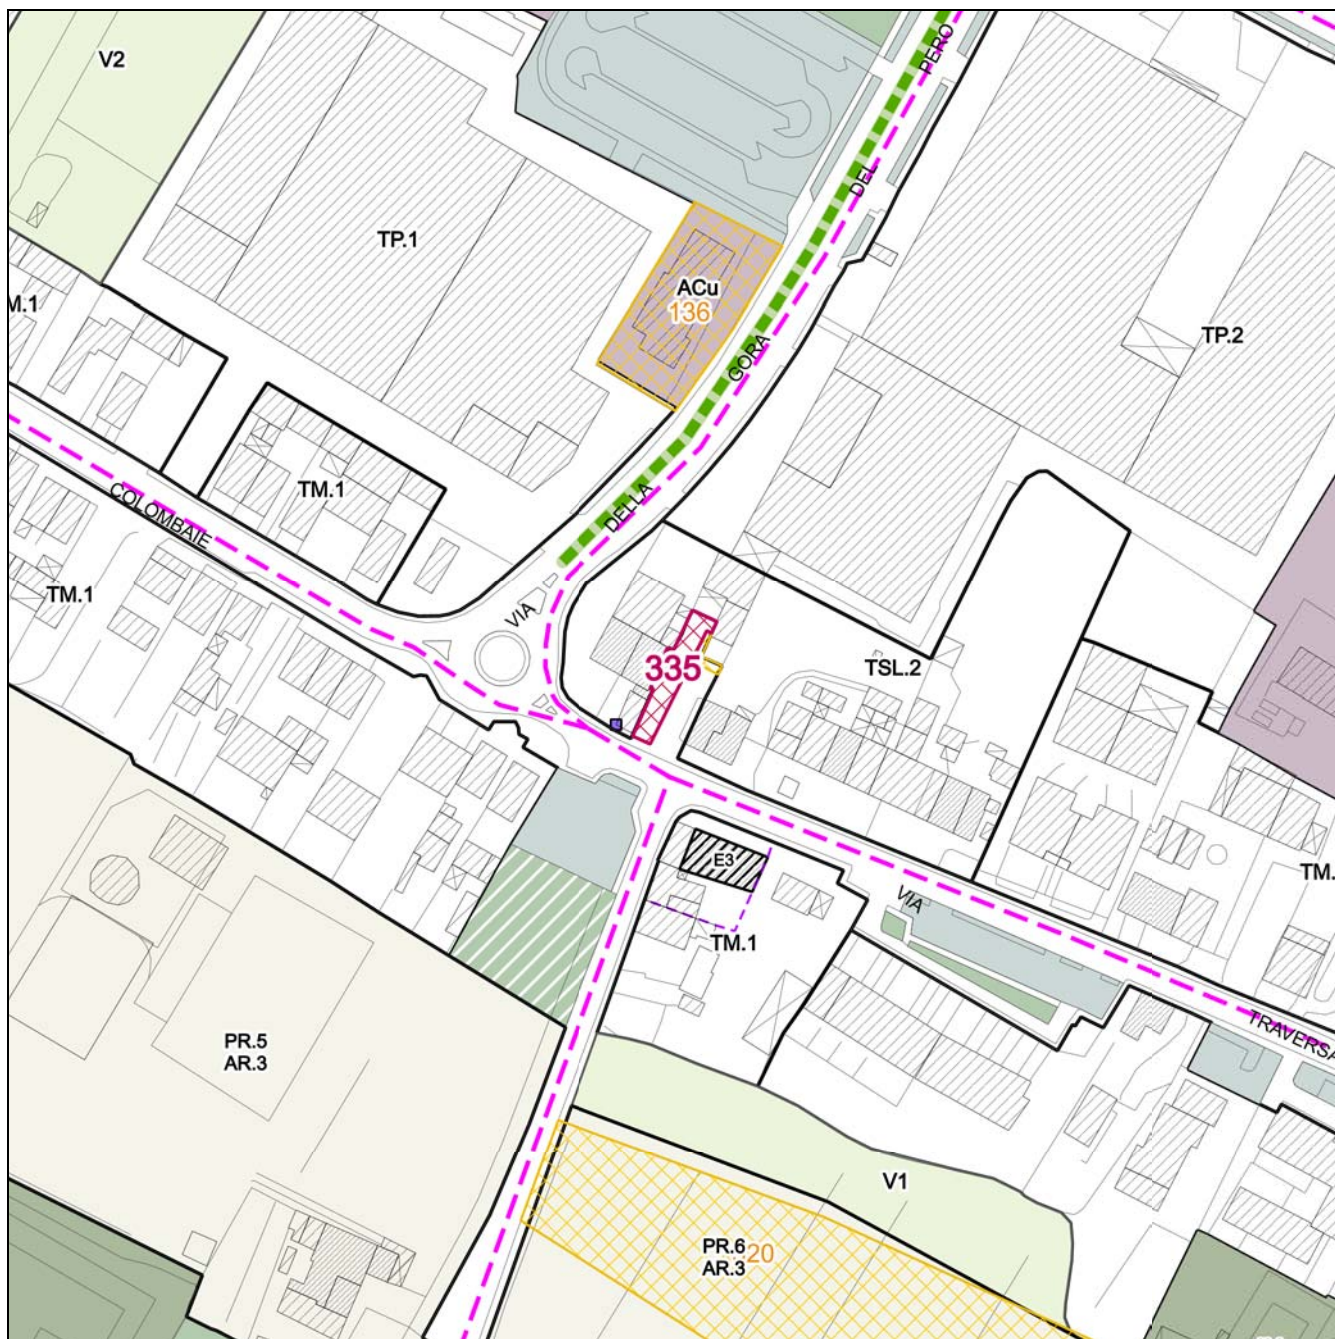 V2
PERO
DEL
TP.1
ACu
136
M.1
TP.2
GORA
TM.1
COLOMBAIE
DELLA
TM.1
VIA
335
TSL.2
E3
TM.
VIA
TM.1
TRAVERSA
PR.5
AR.3
V1
PR.6
20
AR.3